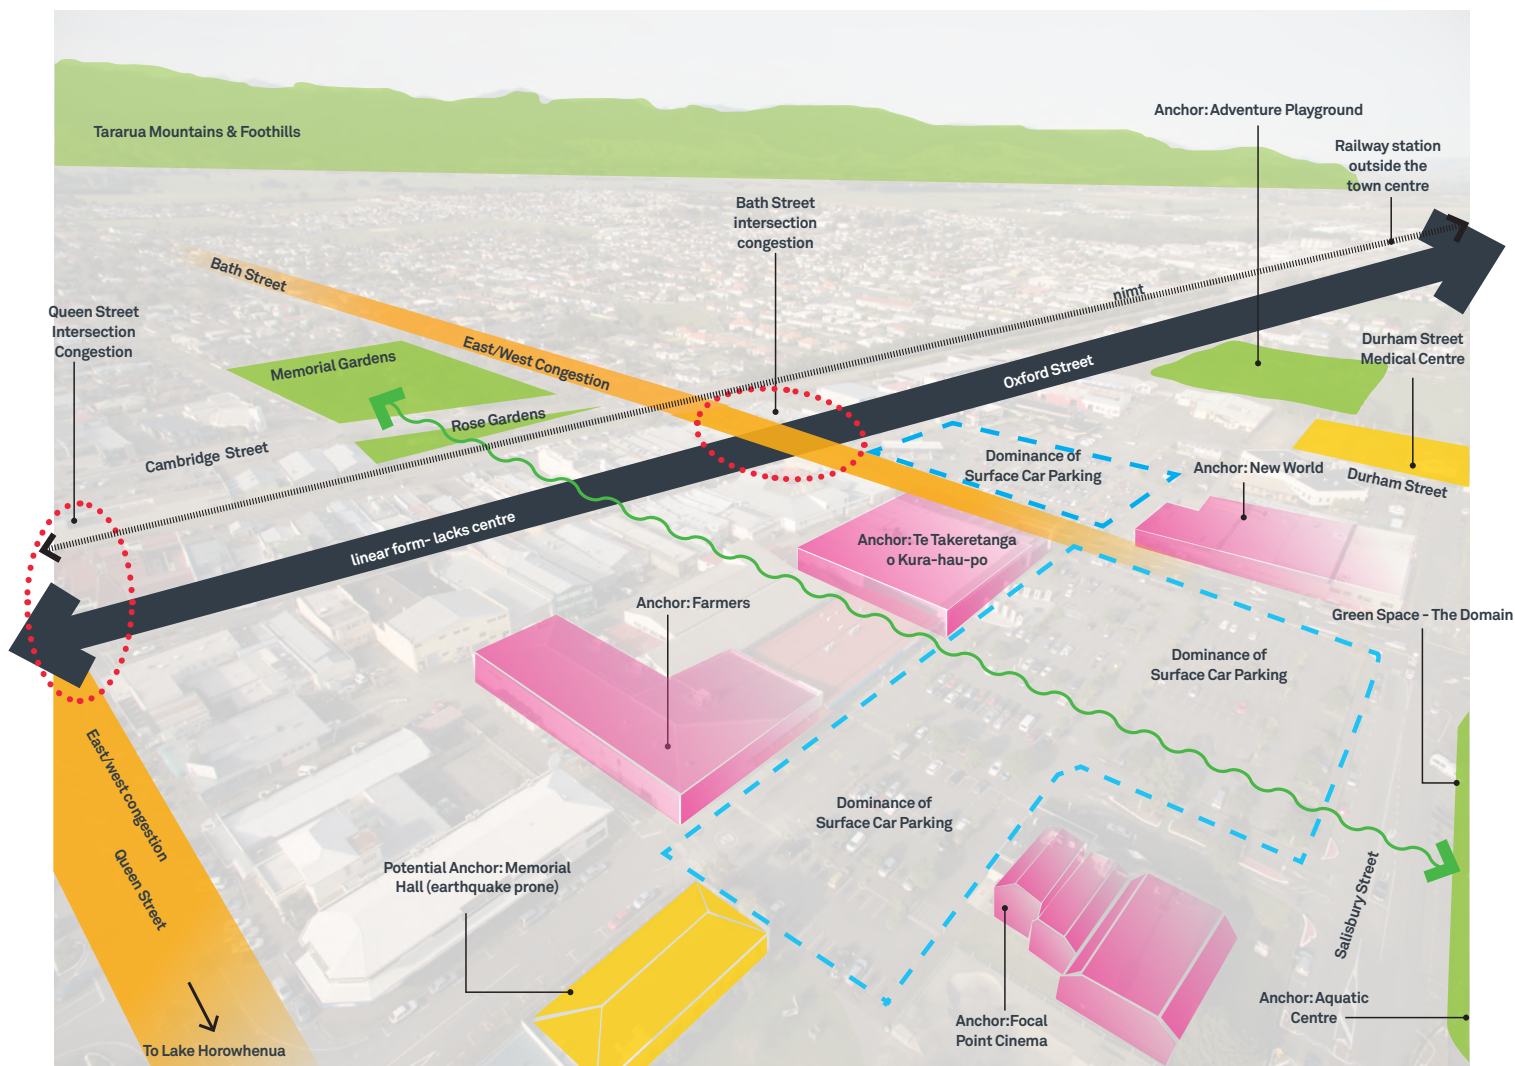 Tararua Mountains & Foothills
Anchor: Adventure Playground
Railway station
outside the
town centre
Bath Street
intersection
congestion
Bath Street
nimt
Queen Street
Intersection
Congestion
East/West Congestion
Memorial Gardens
Oxford Street
Durham Street
Medical Centre
Rose Gardens
Cambridge Street
Dominance of
Surface Car Parking
Anchor: New World
Durham Street
linear form- lacks centre
Anchor: Te Takeretanga
o Kura-hau-po
Anchor: Farmers
Green Space - The Domain
Dominance of
Surface Car Parking
East/west congestion
Queen Street
Dominance of
Surface Car Parking
Potential Anchor: Memorial
Hall (earthquake prone)
Salisbury Street
Anchor: Aquatic
Centre
Anchor: Focal
Point Cinema
To Lake Horowhenua